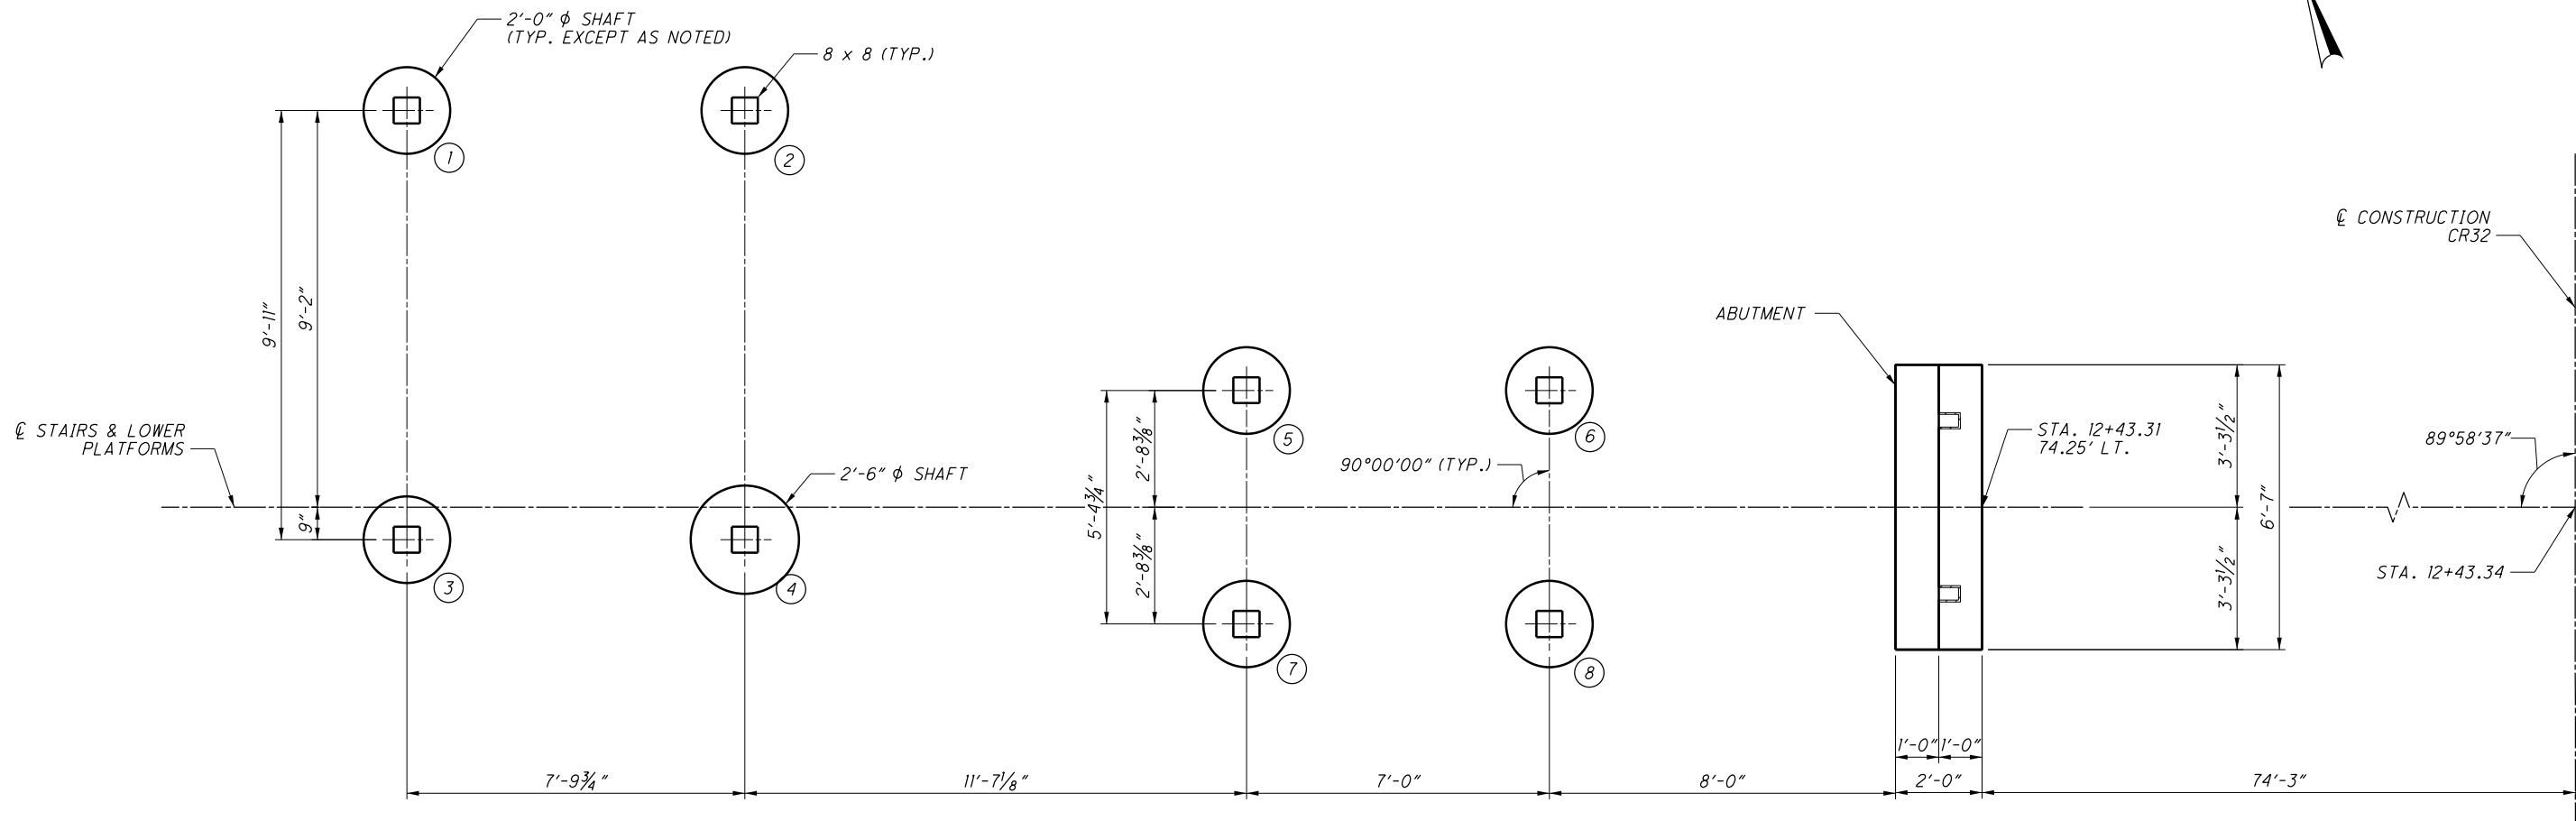 2'-0" ϕ SHAFT
(TYP. EXCEPT AS NOTED)
8 x 8 (TYP.)
1
2
℄ CONSTRUCTION
CR32
9'-11"
9'-2"
ABUTMENT
℄ STAIRS & LOWER
PLATFORMS
2'-6" ϕ SHAFT
5
6
90°00'00" (TYP.)
STA. 12+43.31
74.25' LT.
89°58'37"
3'-3½"
2'-8⅜"
5'-4¾"
6'-7"
9"
3
4
2'-8⅜"
3'-3½"
STA. 12+43.34
7
8
1'-0"
1'-0"
7'-9¾"
11'-7⅛"
7'-0"
8'-0"
2'-0"
74'-3"